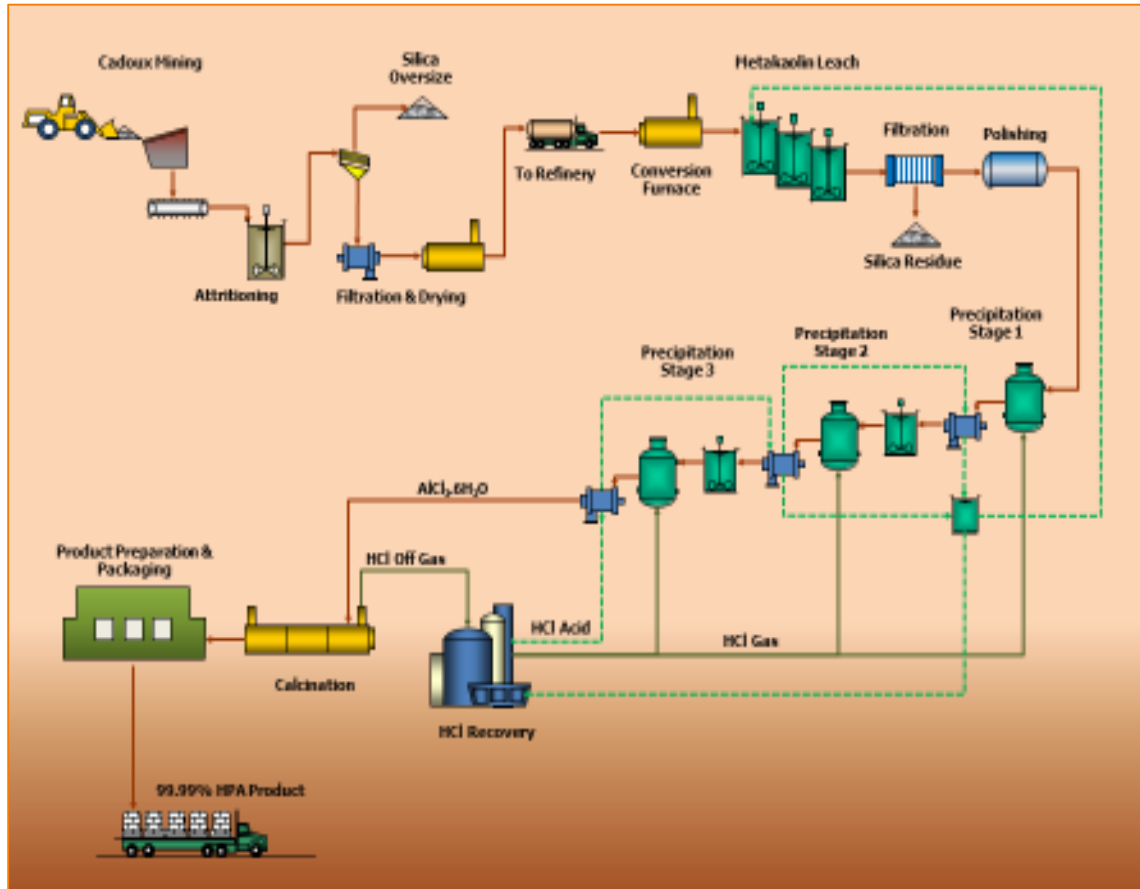 Cadoux Mining
Silica
Oversize
Metakaolin Leach
Filtration
Polishing
To Refinery
Conversion
Furnace
Silica Residue
Attritioning
Filtration & Drying
Precipitation
Stage 1
Precipitation
Stage 2
Precipitation
Stage 3
AlCl₃.6H₂O
Product Preparation &
Packaging
HCl Off Gas
HCl Acid
HCl Gas
Calcination
HCl Recovery
99.99% HPA Product